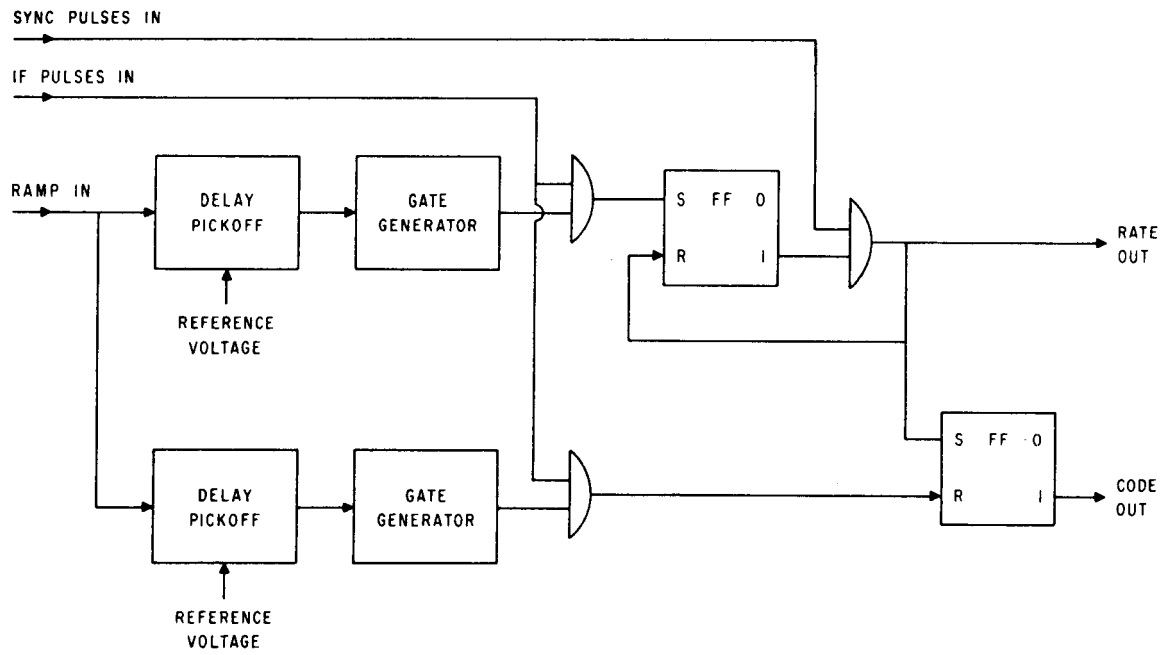 SYNC PULSES IN
IF PULSES IN
RAMP IN
DELAY
PICKOFF
GATE
GENERATOR
S FF 0
R 1
RATE
OUT
REFERENCE
VOLTAGE
DELAY
PICKOFF
GATE
GENERATOR
S FF 0
R 1
CODE
OUT
REFERENCE
VOLTAGE